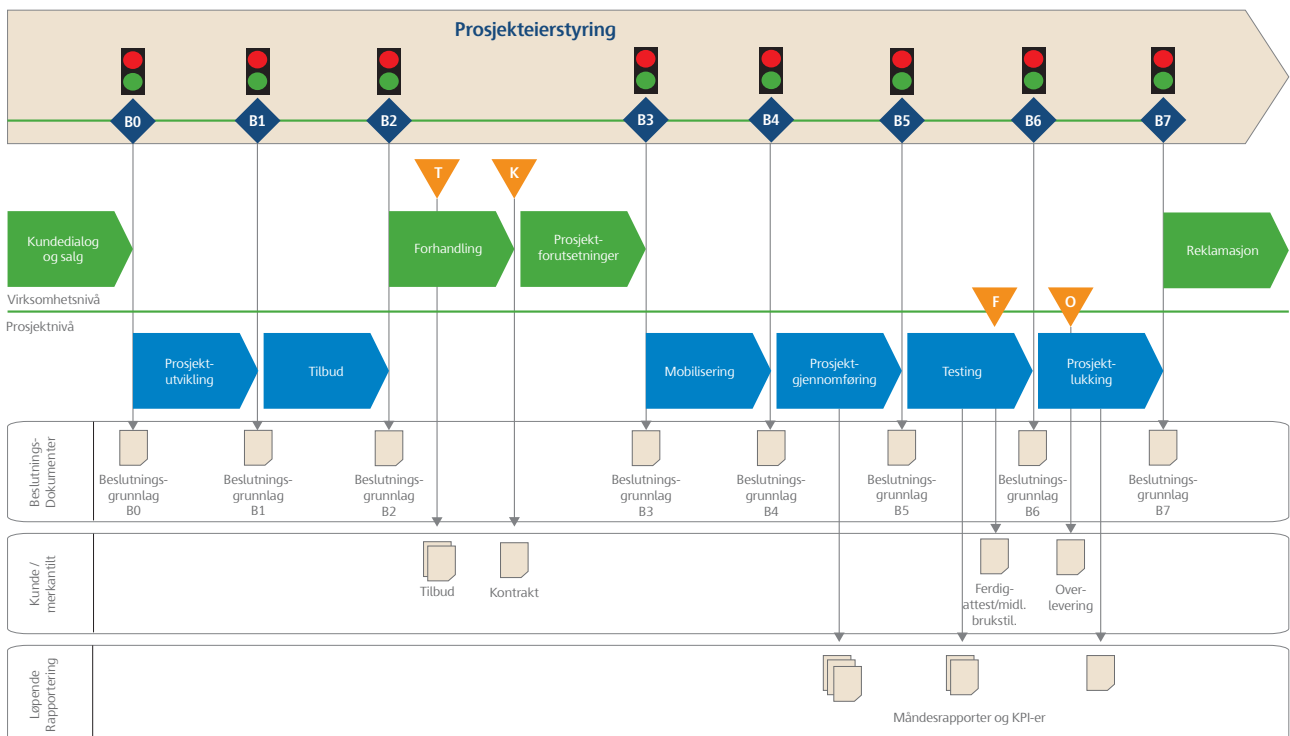 Prosjekteierstyring
B0
B1
B2
B3
B4
B5
B6
B7
T
K
Kundedialog
og salg
Forhandling
Prosjekt-
forutsetninger
Reklamasjon
Virksomhetsnivå
F
O
Prosjektnivå
Prosjekt-
utvikling
Tilbud
Mobilisering
Prosjekt-
gjennomføring
Testing
Prosjekt-
lukking
Beslutnings-
Dokumenter
Beslutnings-
grunnlag
B0
Beslutnings-
grunnlag
B1
Beslutnings-
grunnlag
B2
Beslutnings-
grunnlag
B3
Beslutnings-
grunnlag
B4
Beslutnings-
grunnlag
B5
Beslutnings-
grunnlag
B6
Beslutnings-
grunnlag
B7
Kunde /
merkantilt
Tilbud
Kontrakt
Ferdig-
attest/midl.
brukstil.
Over-
levering
Løpende
Rapportering
Måndesrapporter og KPI-er